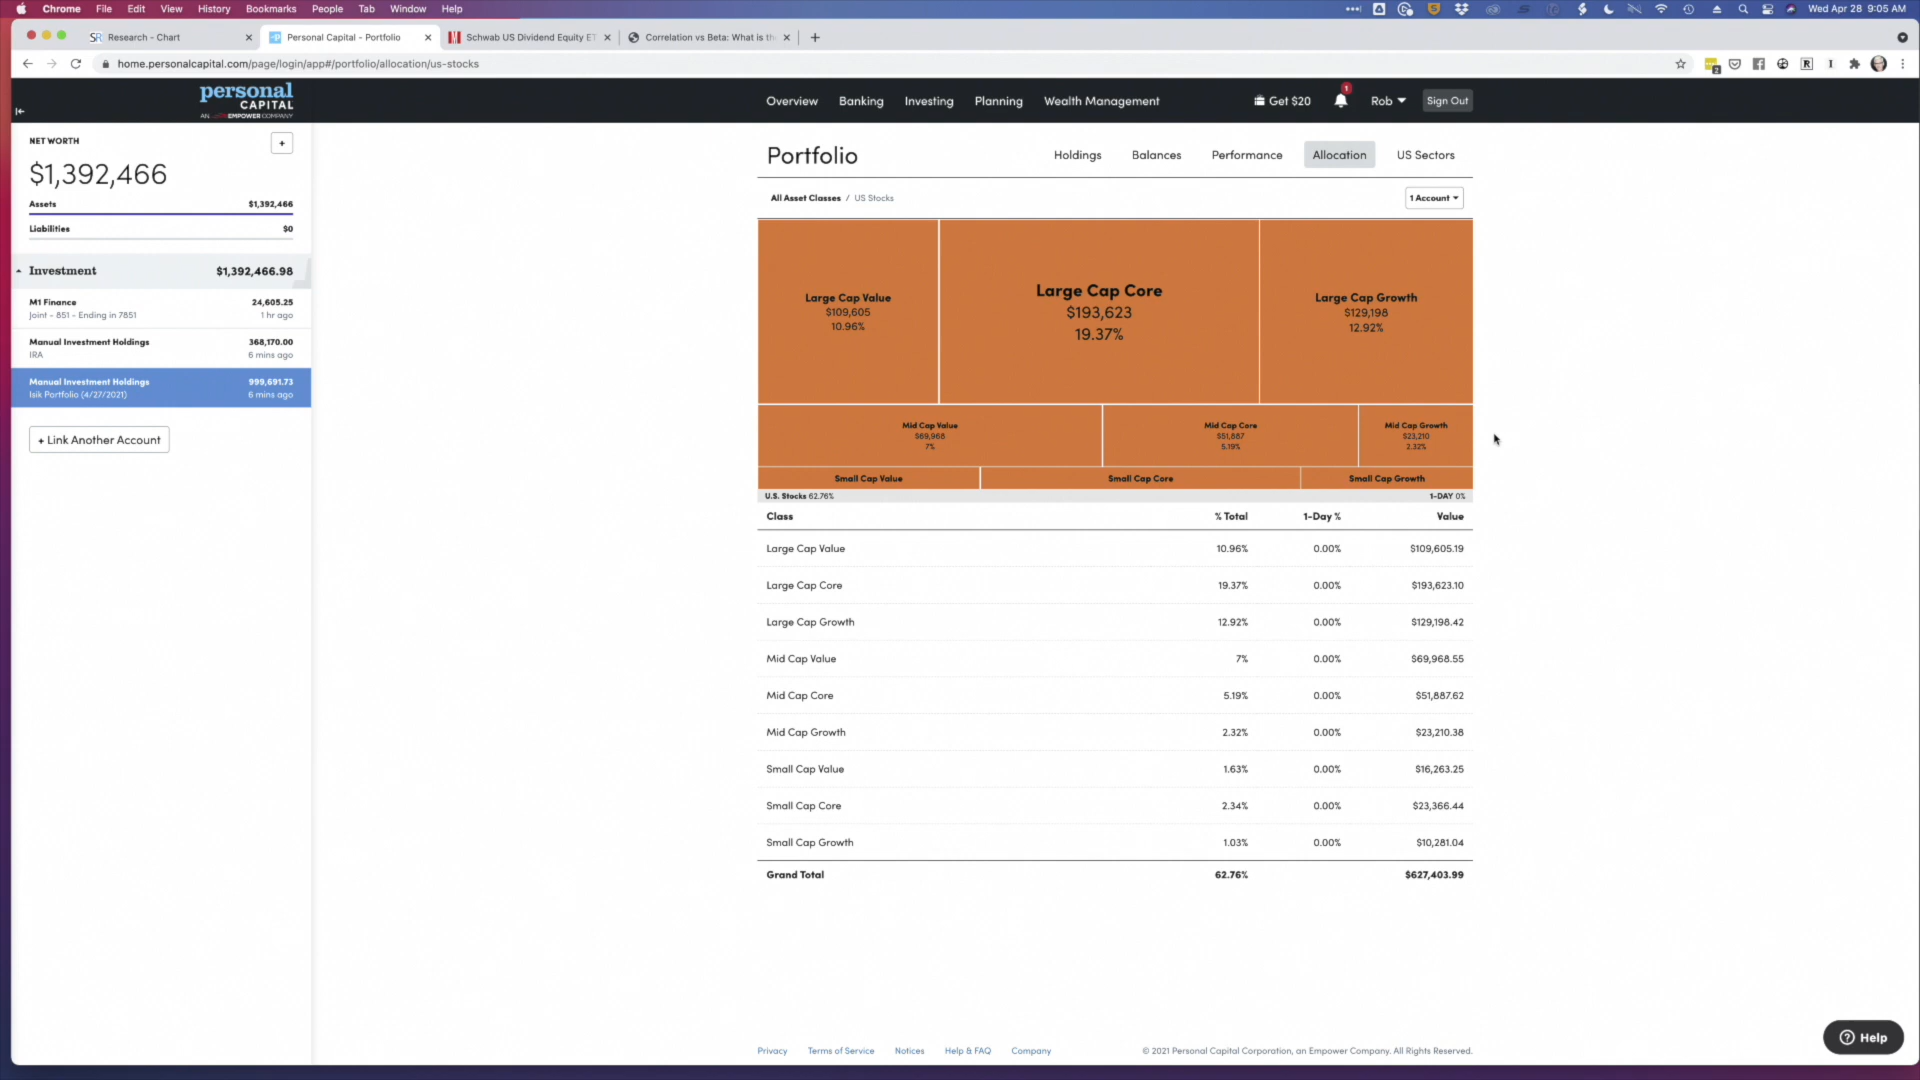 Chrome File Edit View History Bookmarks People Tab Window Help
Wed Apr 28 9:05 AM
SR Research - Chart
Personal Capital - Portfolio
Schwab US Dividend Equity ET
Correlation vs Beta: What is th
home.personalcapital.com/page/login/app#/portfolio/allocation/us-stocks
personal
CAPITAL
AN EMPOWER COMPANY
Overview Banking Investing Planning Wealth Management
Get $20
1
Rob
Sign Out
NET WORTH
+
$1,392,466
Assets $1,392,466
Liabilities $0
Investment $1,392,466.98
M1 Finance 24,605.25
Joint - 851 - Ending in 7851 1 hr ago
Manual Investment Holdings 368,170.00
IRA 6 mins ago
Manual Investment Holdings 999,691.73
Isik Portfolio (4/27/2021) 6 mins ago
+ Link Another Account
Portfolio
Holdings Balances Performance Allocation US Sectors
All Asset Classes / US Stocks
1 Account
Large Cap Value
$109,605
10.96%
Large Cap Core
$193,623
19.37%
Large Cap Growth
$129,198
12.92%
Mid Cap Value
$69,968
7%
Mid Cap Core
$51,887
5.19%
Mid Cap Growth
$23,210
2.32%
Small Cap Value
Small Cap Core
Small Cap Growth
U.S. Stocks 62.76% 1-DAY 0%
Class % Total 1-Day % Value
Large Cap Value 10.96% 0.00% $109,605.19
Large Cap Core 19.37% 0.00% $193,623.10
Large Cap Growth 12.92% 0.00% $129,198.42
Mid Cap Value 7% 0.00% $69,968.55
Mid Cap Core 5.19% 0.00% $51,887.62
Mid Cap Growth 2.32% 0.00% $23,210.38
Small Cap Value 1.63% 0.00% $16,263.25
Small Cap Core 2.34% 0.00% $23,366.44
Small Cap Growth 1.03% 0.00% $10,281.04
Grand Total 62.76% $627,403.99
Privacy Terms of Service Notices Help & FAQ Company
© 2021 Personal Capital Corporation, an Empower Company. All Rights Reserved.
Help